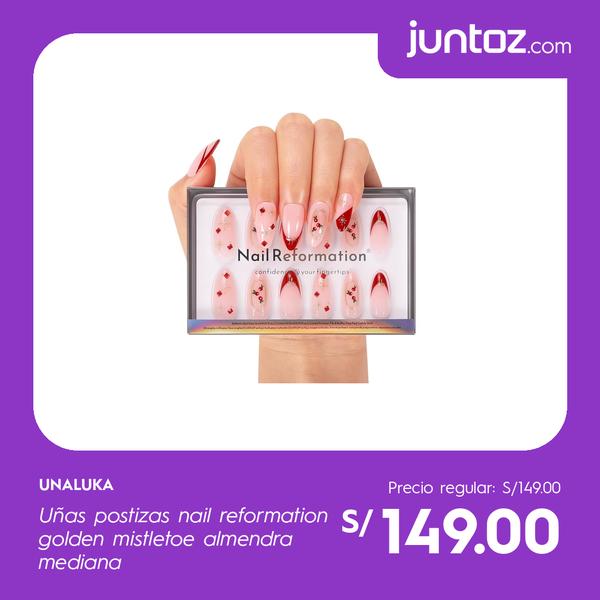 juntoz.com
Nail Reformation®
confidence @ your fingertips
UNALUKA
Precio regular: S/149.00
Uñas postizas nail reformation
golden mistletoe almendra
mediana
S/149.00